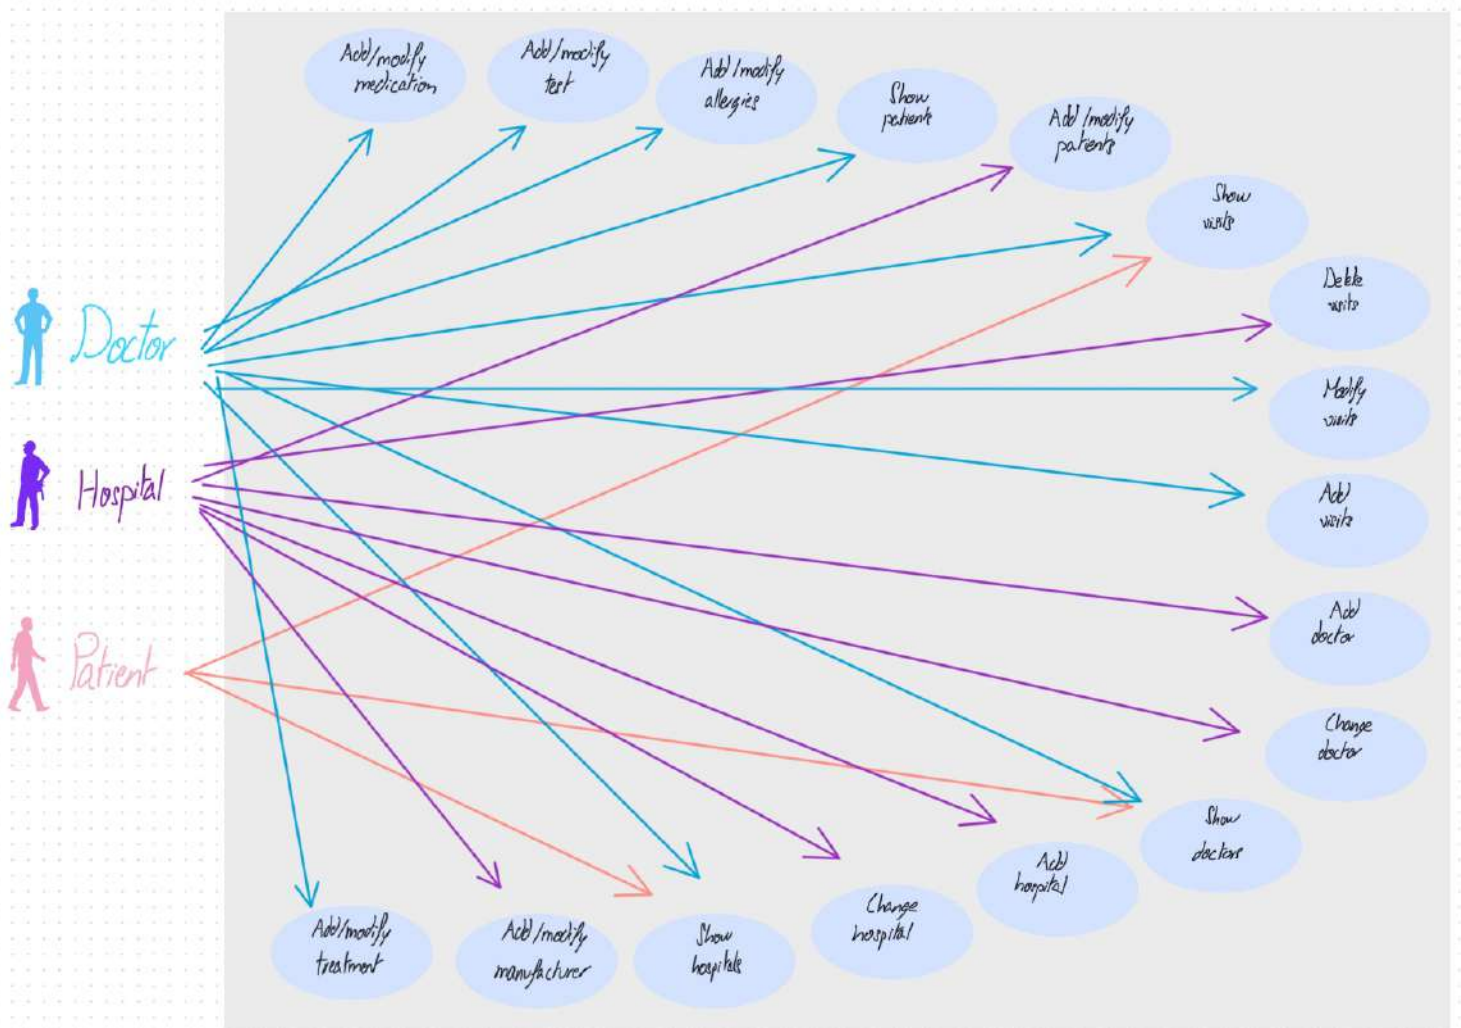 Add/modify
medication
Add/modify
test
Add/modify
allergies
Show
patients
Add/modify
patients
Show
visits
Delete
visits
Modify
visits
Add
visits
Add
doctor
Change
doctor
Show
doctors
Add
hospital
Change
hospital
Show
hospitals
Add/modify
manufacturer
Add/modify
treatment
Doctor
Hospital
Patient